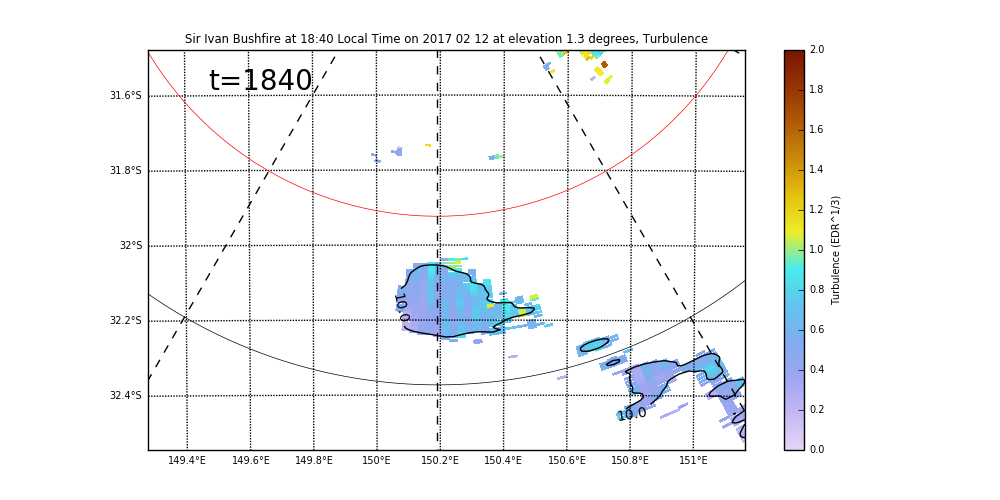 Sir Ivan Bushfire at 18:40 Local Time on 2017 02 12 at elevation 1.3 degrees, Turbulence
t=1840
31.6°S
31.8°S
32°S
32.2°S
32.4°S
10.0
10.0
149.4°E 149.6°E 149.8°E 150°E 150.2°E 150.4°E 150.6°E 150.8°E 151°E
2.0
1.8
1.6
1.4
1.2
1.0
0.8
0.6
0.4
0.2
0.0
Turbulence (EDR^1/3)